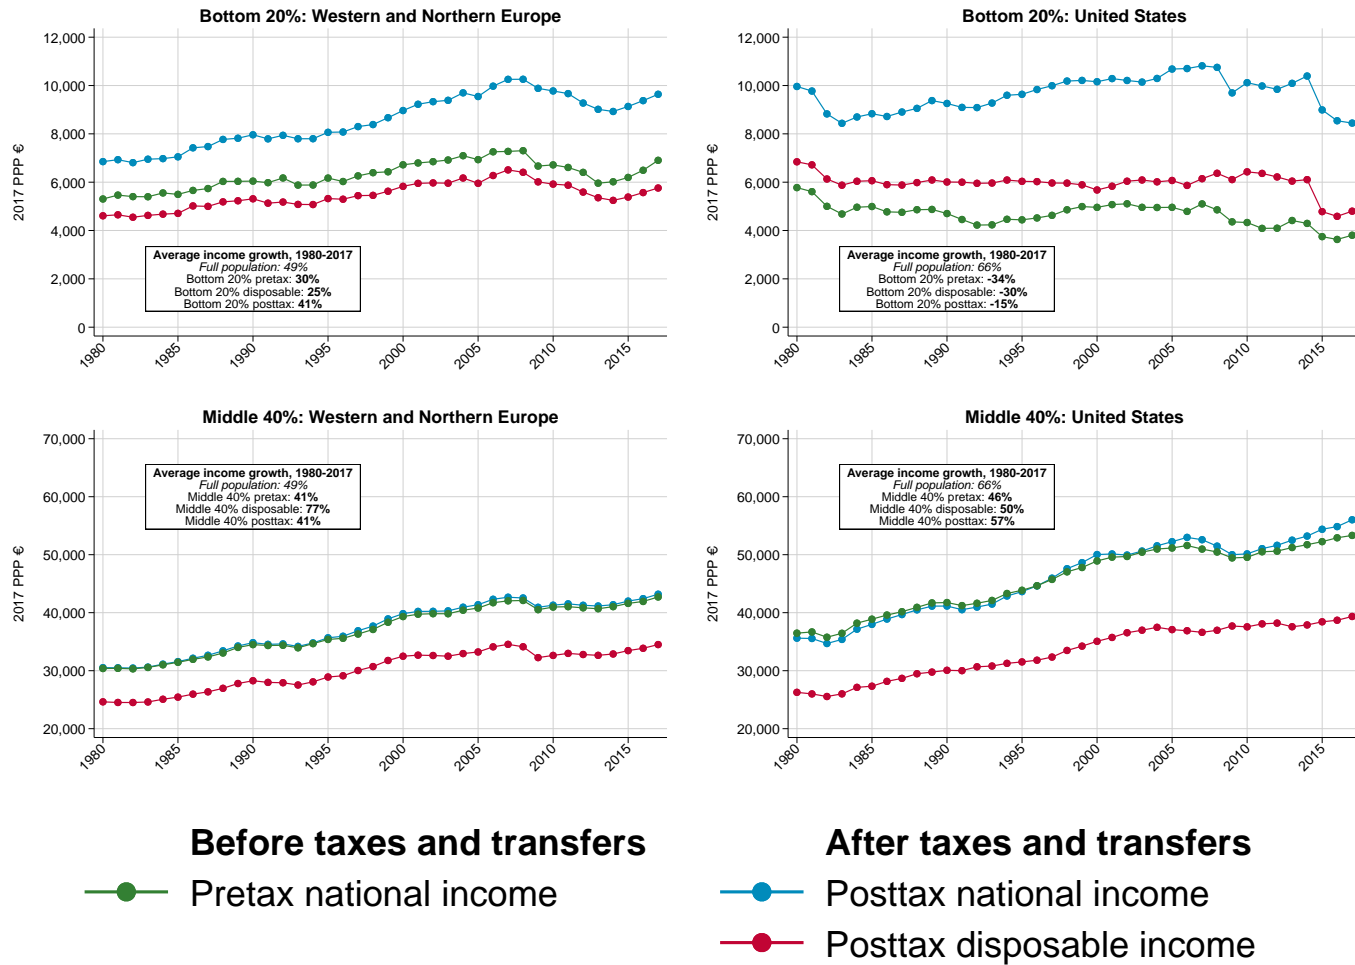 Bottom 20%: Western and Northern Europe
2017 PPP €
12,000
10,000
8,000
6,000
4,000
2,000
0
Average income growth, 1980-2017
Full population: 49%
Bottom 20% pretax: 30%
Bottom 20% disposable: 25%
Bottom 20% posttax: 41%
1980
1985
1990
1995
2000
2005
2010
2015
Bottom 20%: United States
2017 PPP €
12,000
10,000
8,000
6,000
4,000
2,000
0
Average income growth, 1980-2017
Full population: 66%
Bottom 20% pretax: -34%
Bottom 20% disposable: -30%
Bottom 20% posttax: -15%
1980
1985
1990
1995
2000
2005
2010
2015
Middle 40%: Western and Northern Europe
2017 PPP €
70,000
60,000
50,000
40,000
30,000
20,000
Average income growth, 1980-2017
Full population: 49%
Middle 40% pretax: 41%
Middle 40% disposable: 77%
Middle 40% posttax: 41%
1980
1985
1990
1995
2000
2005
2010
2015
Middle 40%: United States
2017 PPP €
70,000
60,000
50,000
40,000
30,000
20,000
Average income growth, 1980-2017
Full population: 66%
Middle 40% pretax: 46%
Middle 40% disposable: 50%
Middle 40% posttax: 57%
1980
1985
1990
1995
2000
2005
2010
2015
Before taxes and transfers
Pretax national income
After taxes and transfers
Posttax national income
Posttax disposable income